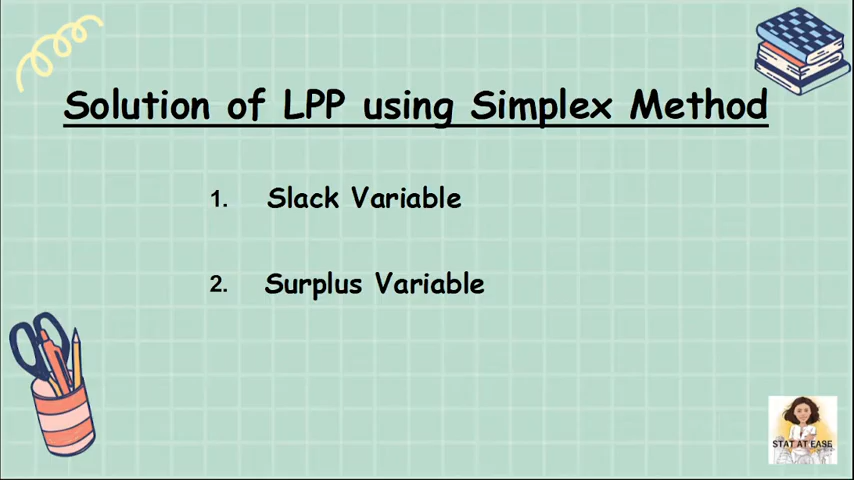 Solution of LPP using Simplex Method
1. Slack Variable
2. Surplus Variable
STAT AT EASE